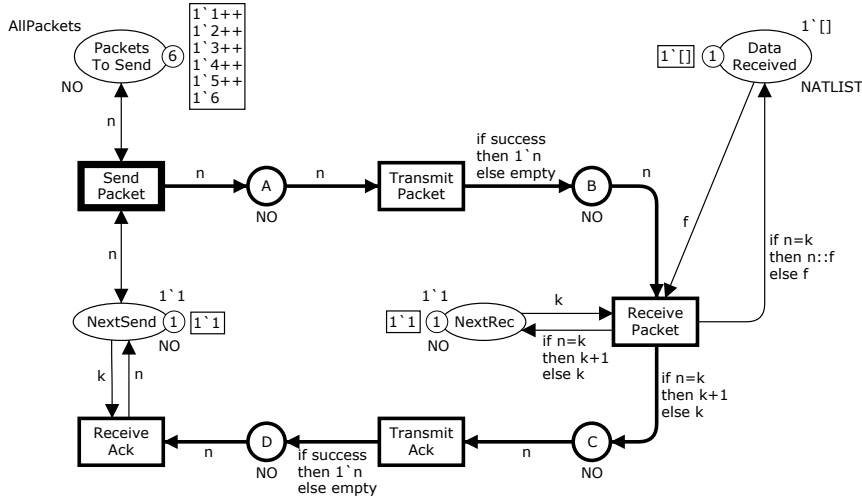 AllPackets
Packets
To Send
6
NO
1`1++
1`2++
1`3++
1`4++
1`5++
1`6
1`[]
1`[]
1
Data
Received
NATLIST
n
Send
Packet
n
A
NO
n
Transmit
Packet
if success
then 1`n
else empty
B
NO
n
f
if n=k
then n::f
else f
n
1`1
NextSend
1
1`1
NO
1`1
1`1
1
NextRec
NO
k
if n=k
then k+1
else k
Receive
Packet
k
n
if n=k
then k+1
else k
Receive
Ack
n
D
NO
if success
then 1`n
else empty
Transmit
Ack
n
C
NO